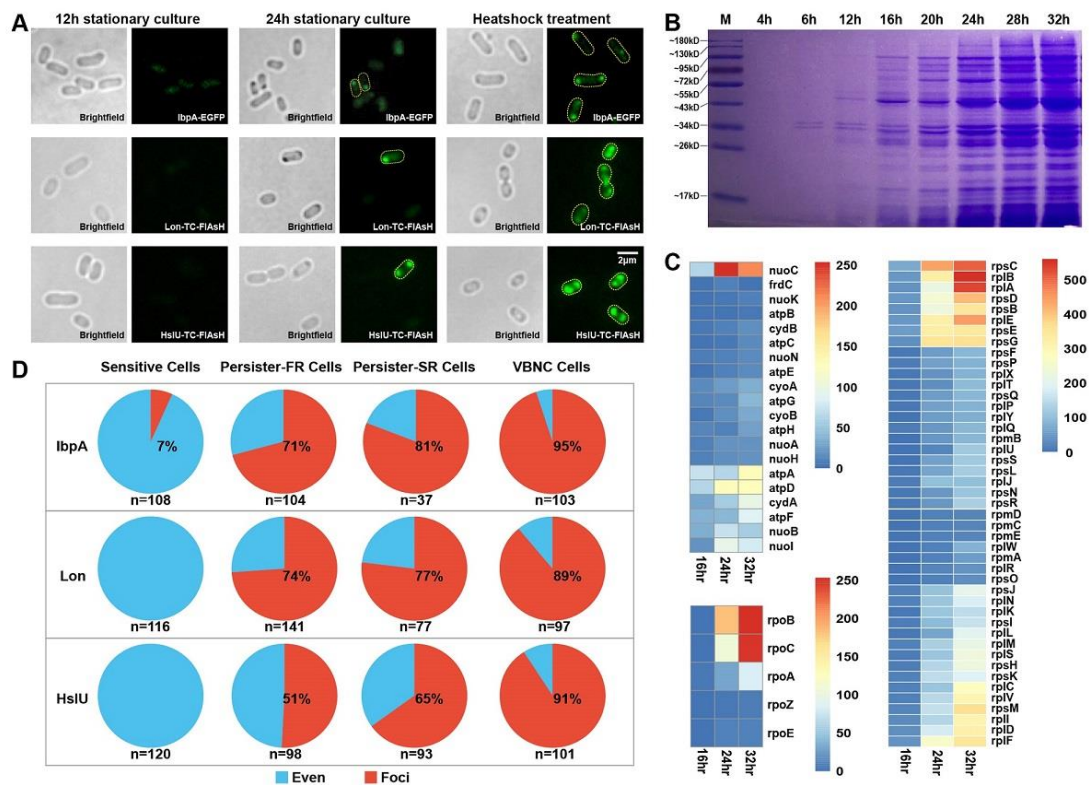 A
12h stationary culture 24h stationary culture Heatshock treatment
Brightfield IbpA-EGFP Brightfield IbpA-EGFP Brightfield IbpA-EGFP
Brightfield Lon-TC-FlAsH Brightfield Lon-TC-FlAsH Brightfield Lon-TC-FlAsH
2μm
Brightfield HslU-TC-FlAsH Brightfield HslU-TC-FlAsH Brightfield HslU-TC-FlAsH
B
M 4h 6h 12h 16h 20h 24h 28h 32h
~180kD
~130kD
~95kD
~72kD
~55kD
~43kD
~34kD
~26kD
~17kD
C
nuoC
frdC
nuoK
atpB
cydB
atpC
nuoN
atpE
cyoA
atpG
cyoB
atpH
nuoA
nuoH
atpA
atpD
cydA
atpF
nuoB
nuoI
16hr 24hr 32hr
250
200
150
100
50
0
rpoB
rpoC
rpoA
rpoZ
rpoE
16hr 24hr 32hr
250
200
150
100
50
0
rpsC
rplB
rplA
rpsD
rpsB
rplE
rpsE
rpsG
rpsF
rpsP
rplX
rplT
rpsQ
rplP
rplY
rplQ
rpmB
rplU
rpsS
rpsL
rplJ
rpsN
rpsR
rpmD
rpmC
rpmE
rplW
rpmA
rplR
rpsO
rpsJ
rplN
rplK
rpsI
rplL
rplM
rplS
rpsH
rpsK
rplC
rplV
rpsM
rplI
rplD
rplF
16hr 24hr 32hr
500
400
300
200
100
0
D
Sensitive Cells Persister-FR Cells Persister-SR Cells VBNC Cells
IbpA 7% 71% 81% 95%
n=108 n=104 n=37 n=103
Lon 74% 77% 89%
n=116 n=141 n=77 n=97
HslU 51% 65% 91%
n=120 n=98 n=93 n=101
Even Foci